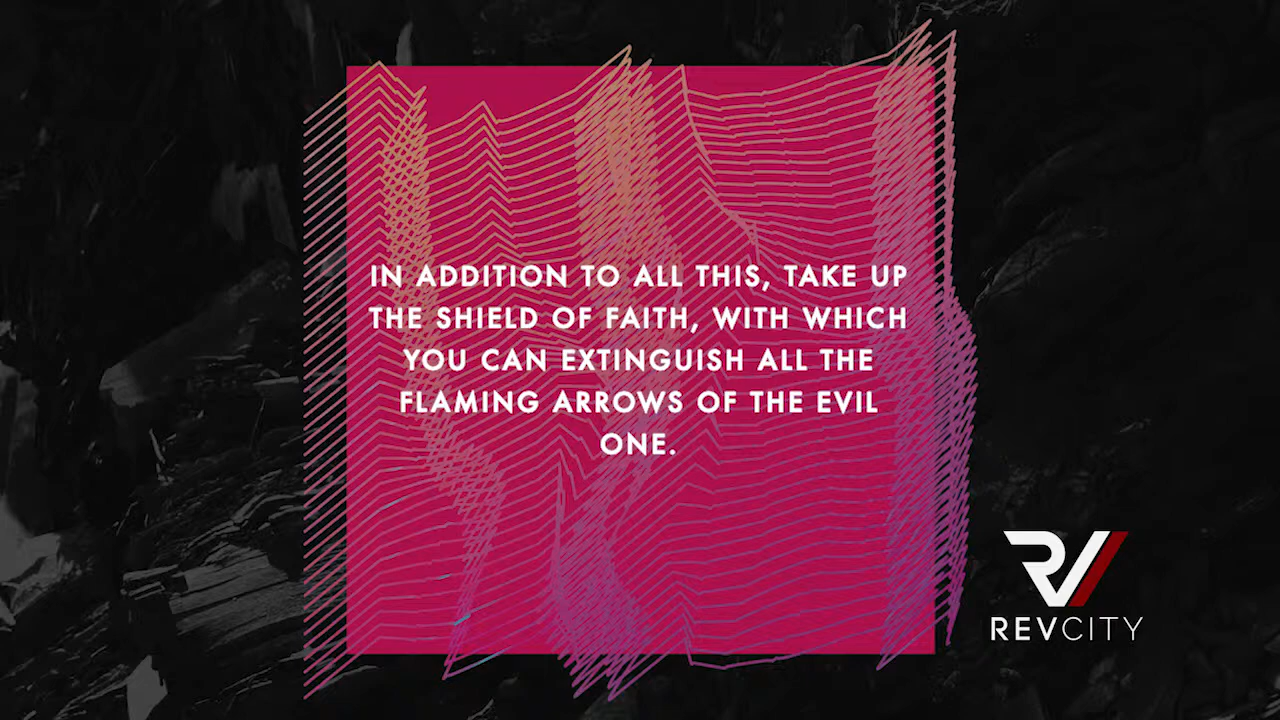 IN ADDITION TO ALL THIS, TAKE UP
THE SHIELD OF FAITH, WITH WHICH
YOU CAN EXTINGUISH ALL THE
FLAMING ARROWS OF THE EVIL
ONE.
RV
REVCITY